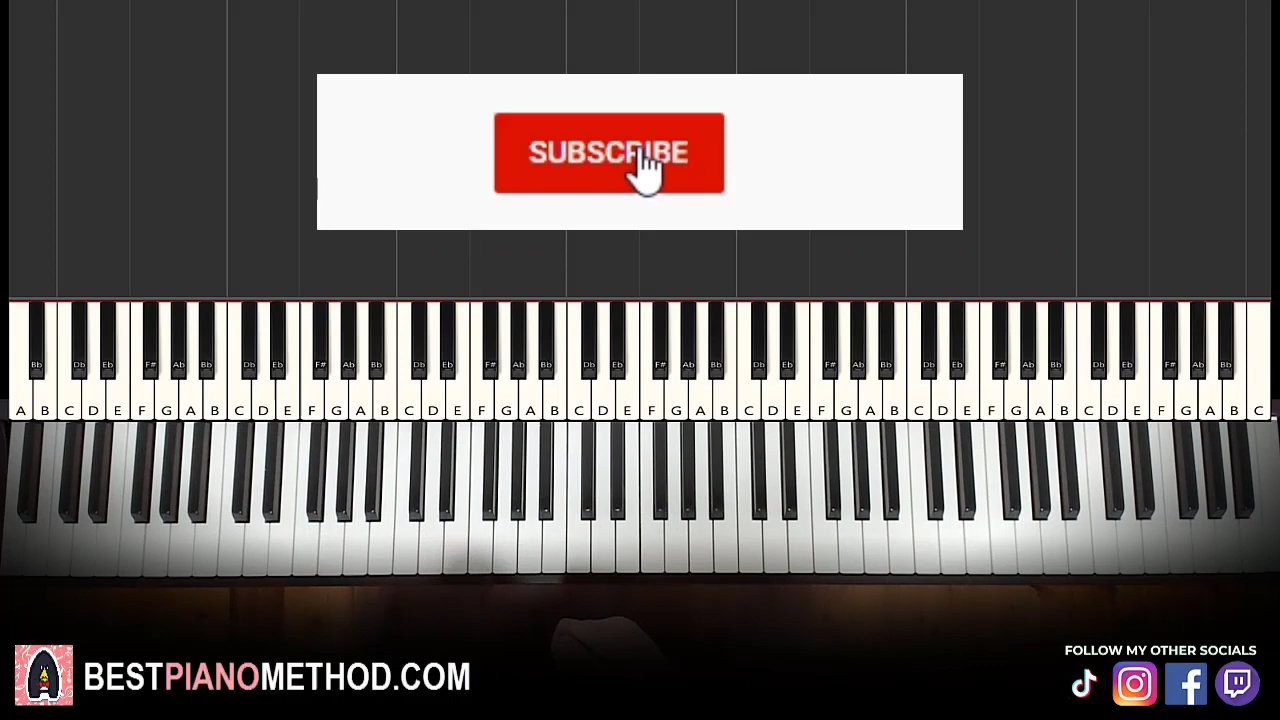 SUBSCRIBE
Bb Db Eb F# Ab Bb Db Eb F# Ab Bb Db Eb F# Ab Bb Db Eb F# Ab Bb Db Eb F# Ab Bb Db Eb F# Ab Bb Db Eb F# Ab Bb
A B C D E F G A B C D E F G A B C D E F G A B C D E F G A B C D E F G A B C D E F G A B C D E F G A B C
FOLLOW MY OTHER SOCIALS
BESTPIANOMETHOD.COM